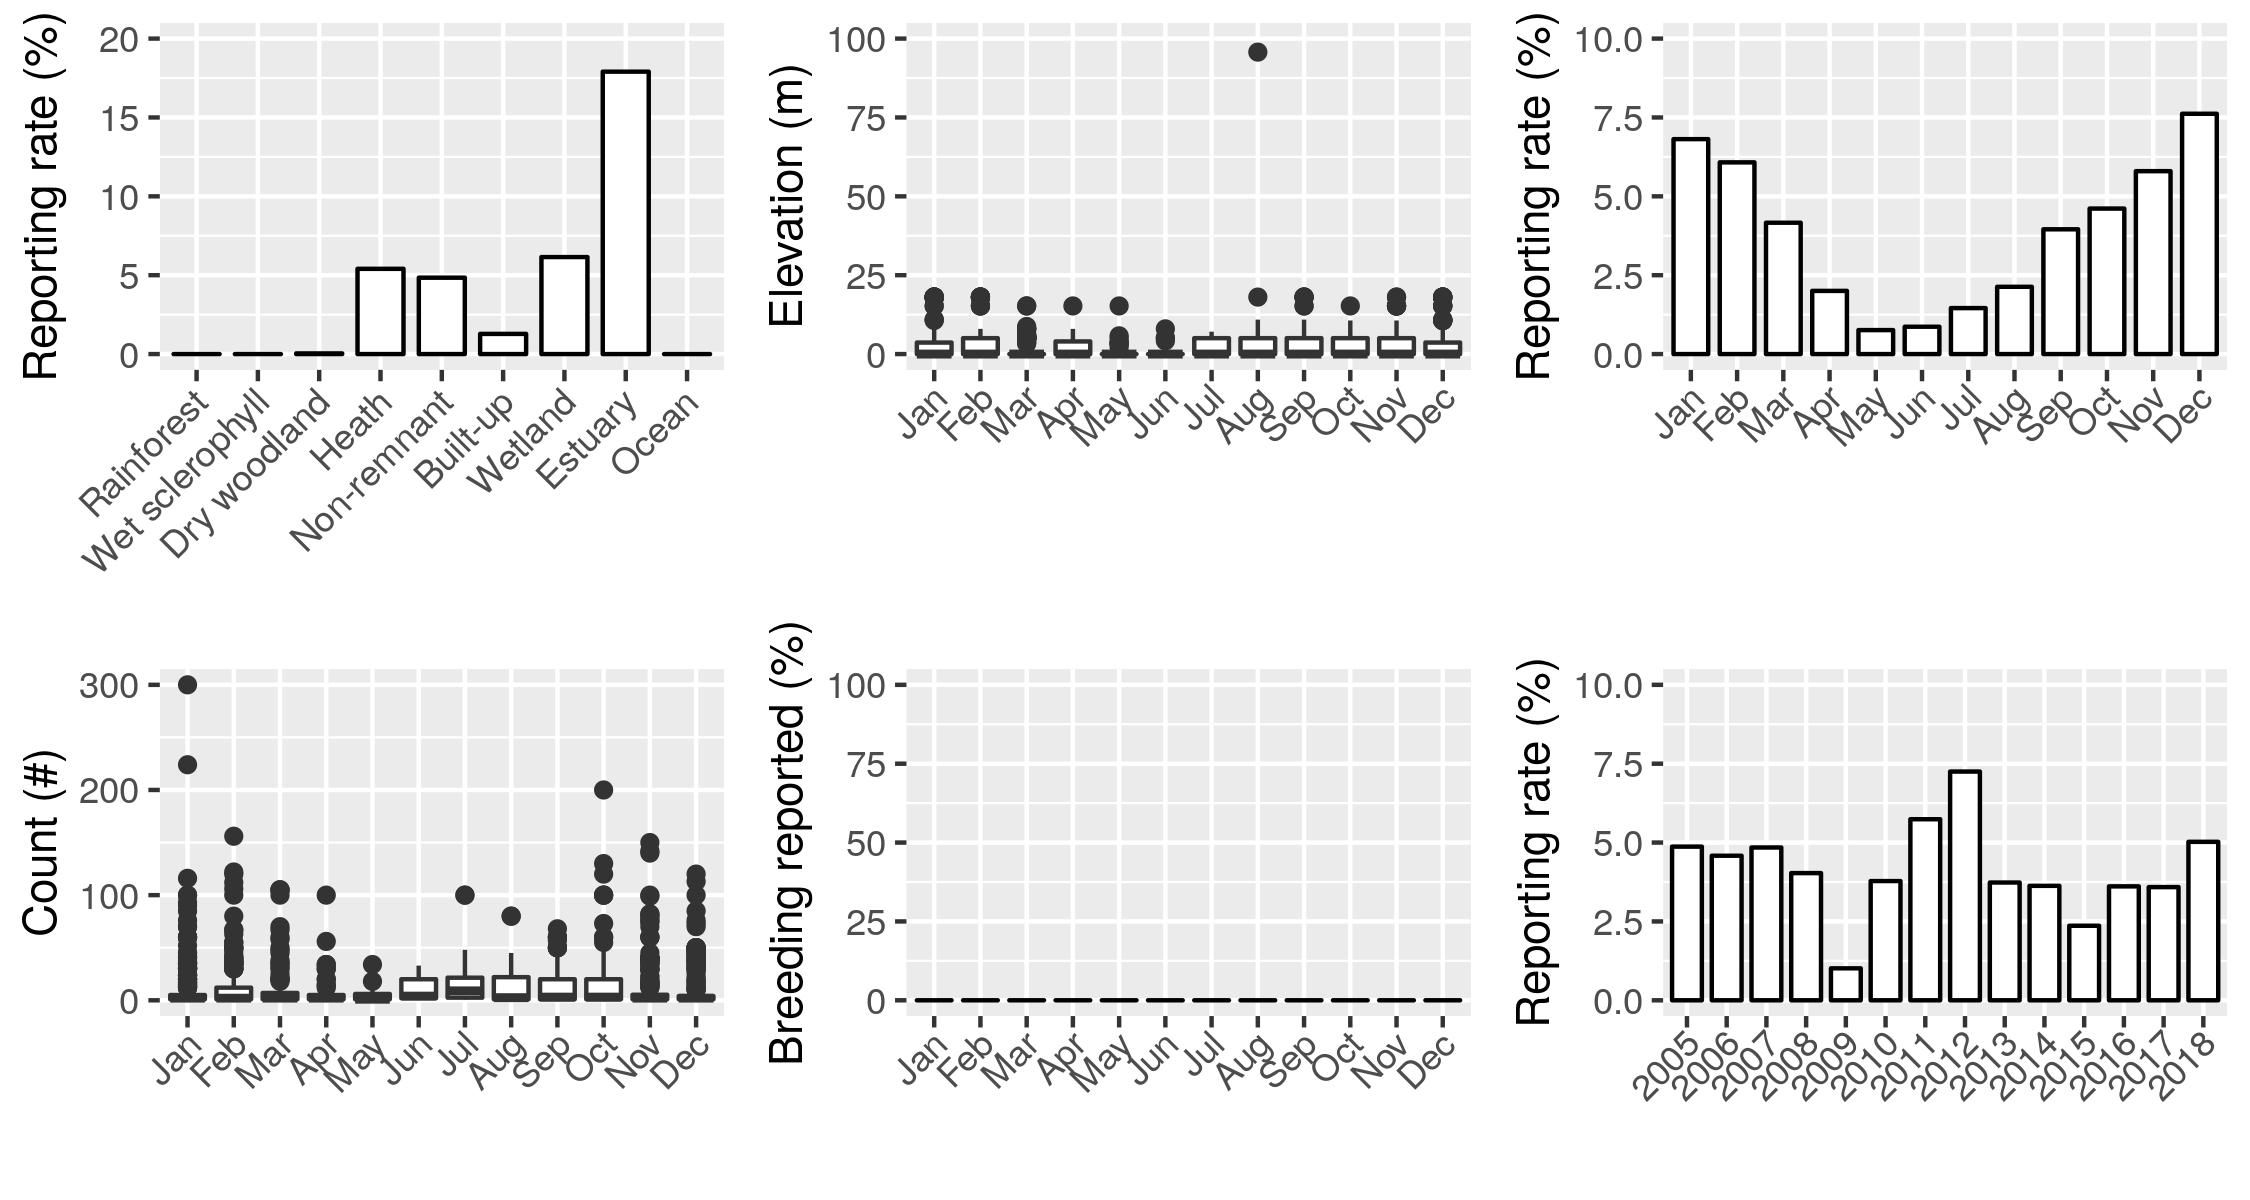 Reporting rate (%)
20
15
10
5
0
Rainforest
Wet sclerophyll
Dry woodland
Heath
Non-remnant
Built-up
Wetland
Estuary
Ocean
Elevation (m)
100
75
50
25
0
Jan
Feb
Mar
Apr
May
Jun
Jul
Aug
Sep
Oct
Nov
Dec
Reporting rate (%)
10.0
7.5
5.0
2.5
0.0
Jan
Feb
Mar
Apr
May
Jun
Jul
Aug
Sep
Oct
Nov
Dec
Count (#)
300
200
100
0
Jan
Feb
Mar
Apr
May
Jun
Jul
Aug
Sep
Oct
Nov
Dec
Breeding reported (%)
100
75
50
25
0
Jan
Feb
Mar
Apr
May
Jun
Jul
Aug
Sep
Oct
Nov
Dec
Reporting rate (%)
10.0
7.5
5.0
2.5
0.0
2005
2006
2007
2008
2009
2010
2011
2012
2013
2014
2015
2016
2017
2018